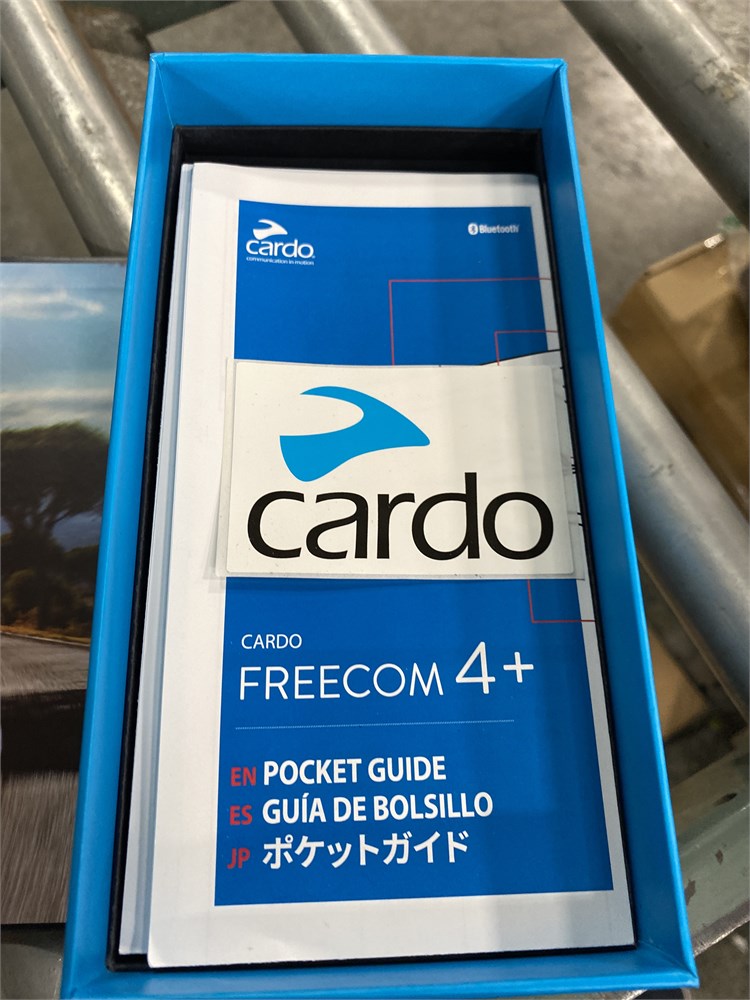 cardo
communication in motion
Bluetooth
cardo
CARDO
FREECOM 4+
EN POCKET GUIDE
ES GUÍA DE BOLSILLO
JP ポケットガイド